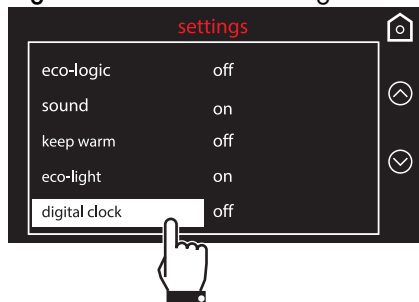 settings
eco-logic off
sound on
keep warm off
eco-light on
digital clock off